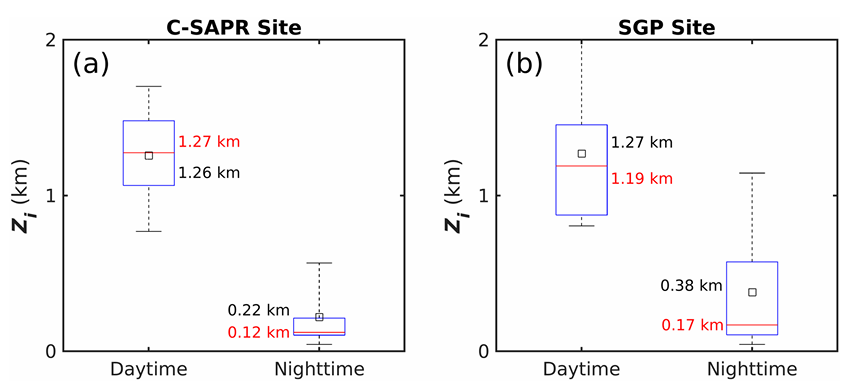 C-SAPR Site
(a)
2
1
0
Z_i (km)
1.27 km
1.26 km
0.22 km
0.12 km
Daytime
Nighttime
SGP Site
(b)
2
1
0
Z_i (km)
1.27 km
1.19 km
0.38 km
0.17 km
Daytime
Nighttime